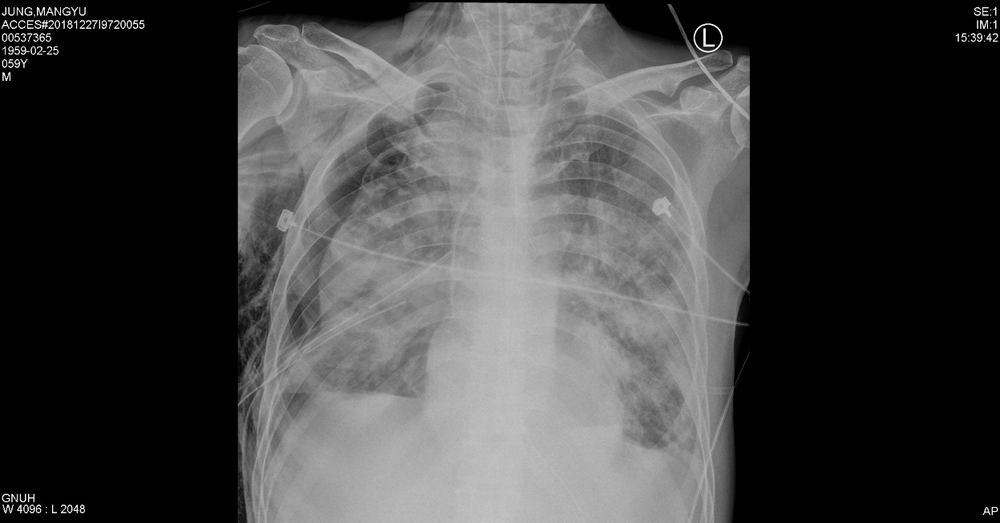 JUNG,MANGYU
ACCES#20181227I9720055
00537365
1959-02-25
059Y
M
SE:1
IM:1
15:39:42
L
GNUH
W 4096 : L 2048
AP